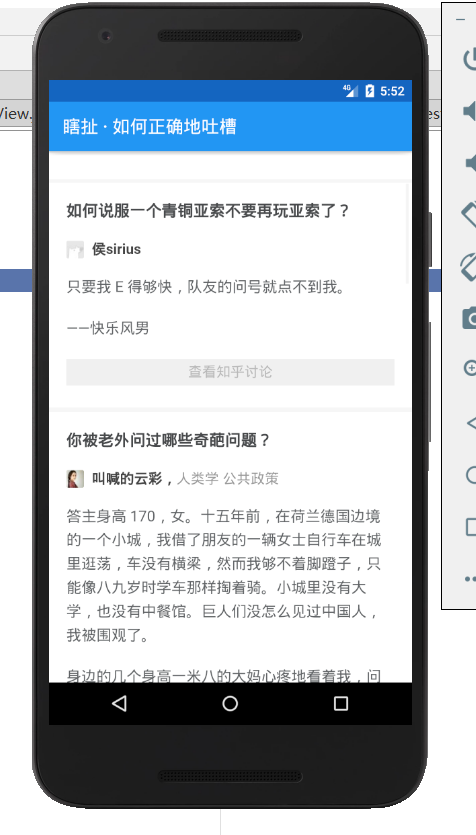 4G 5:52
iew.
es
瞎扯 · 如何正确地吐槽
如何说服一个青铜亚索不要再玩亚索了？
侯sirius
只要我 E 得够快，队友的问号就点不到我。
——快乐风男
查看知乎讨论
你被老外问过哪些奇葩问题？
叫喊的云彩，人类学 公共政策
答主身高 170，女。十五年前，在荷兰德国边境
的一个小城，我借了朋友的一辆女士自行车在城
里逛荡，车没有横梁，然而我够不着脚蹬子，只
能像八九岁时学车那样掏着骑。小城里没有大
学，也没有中餐馆。巨人们没怎么见过中国人，
我被围观了。
身边的几个身高一米八的大妈心疼地看着我，问